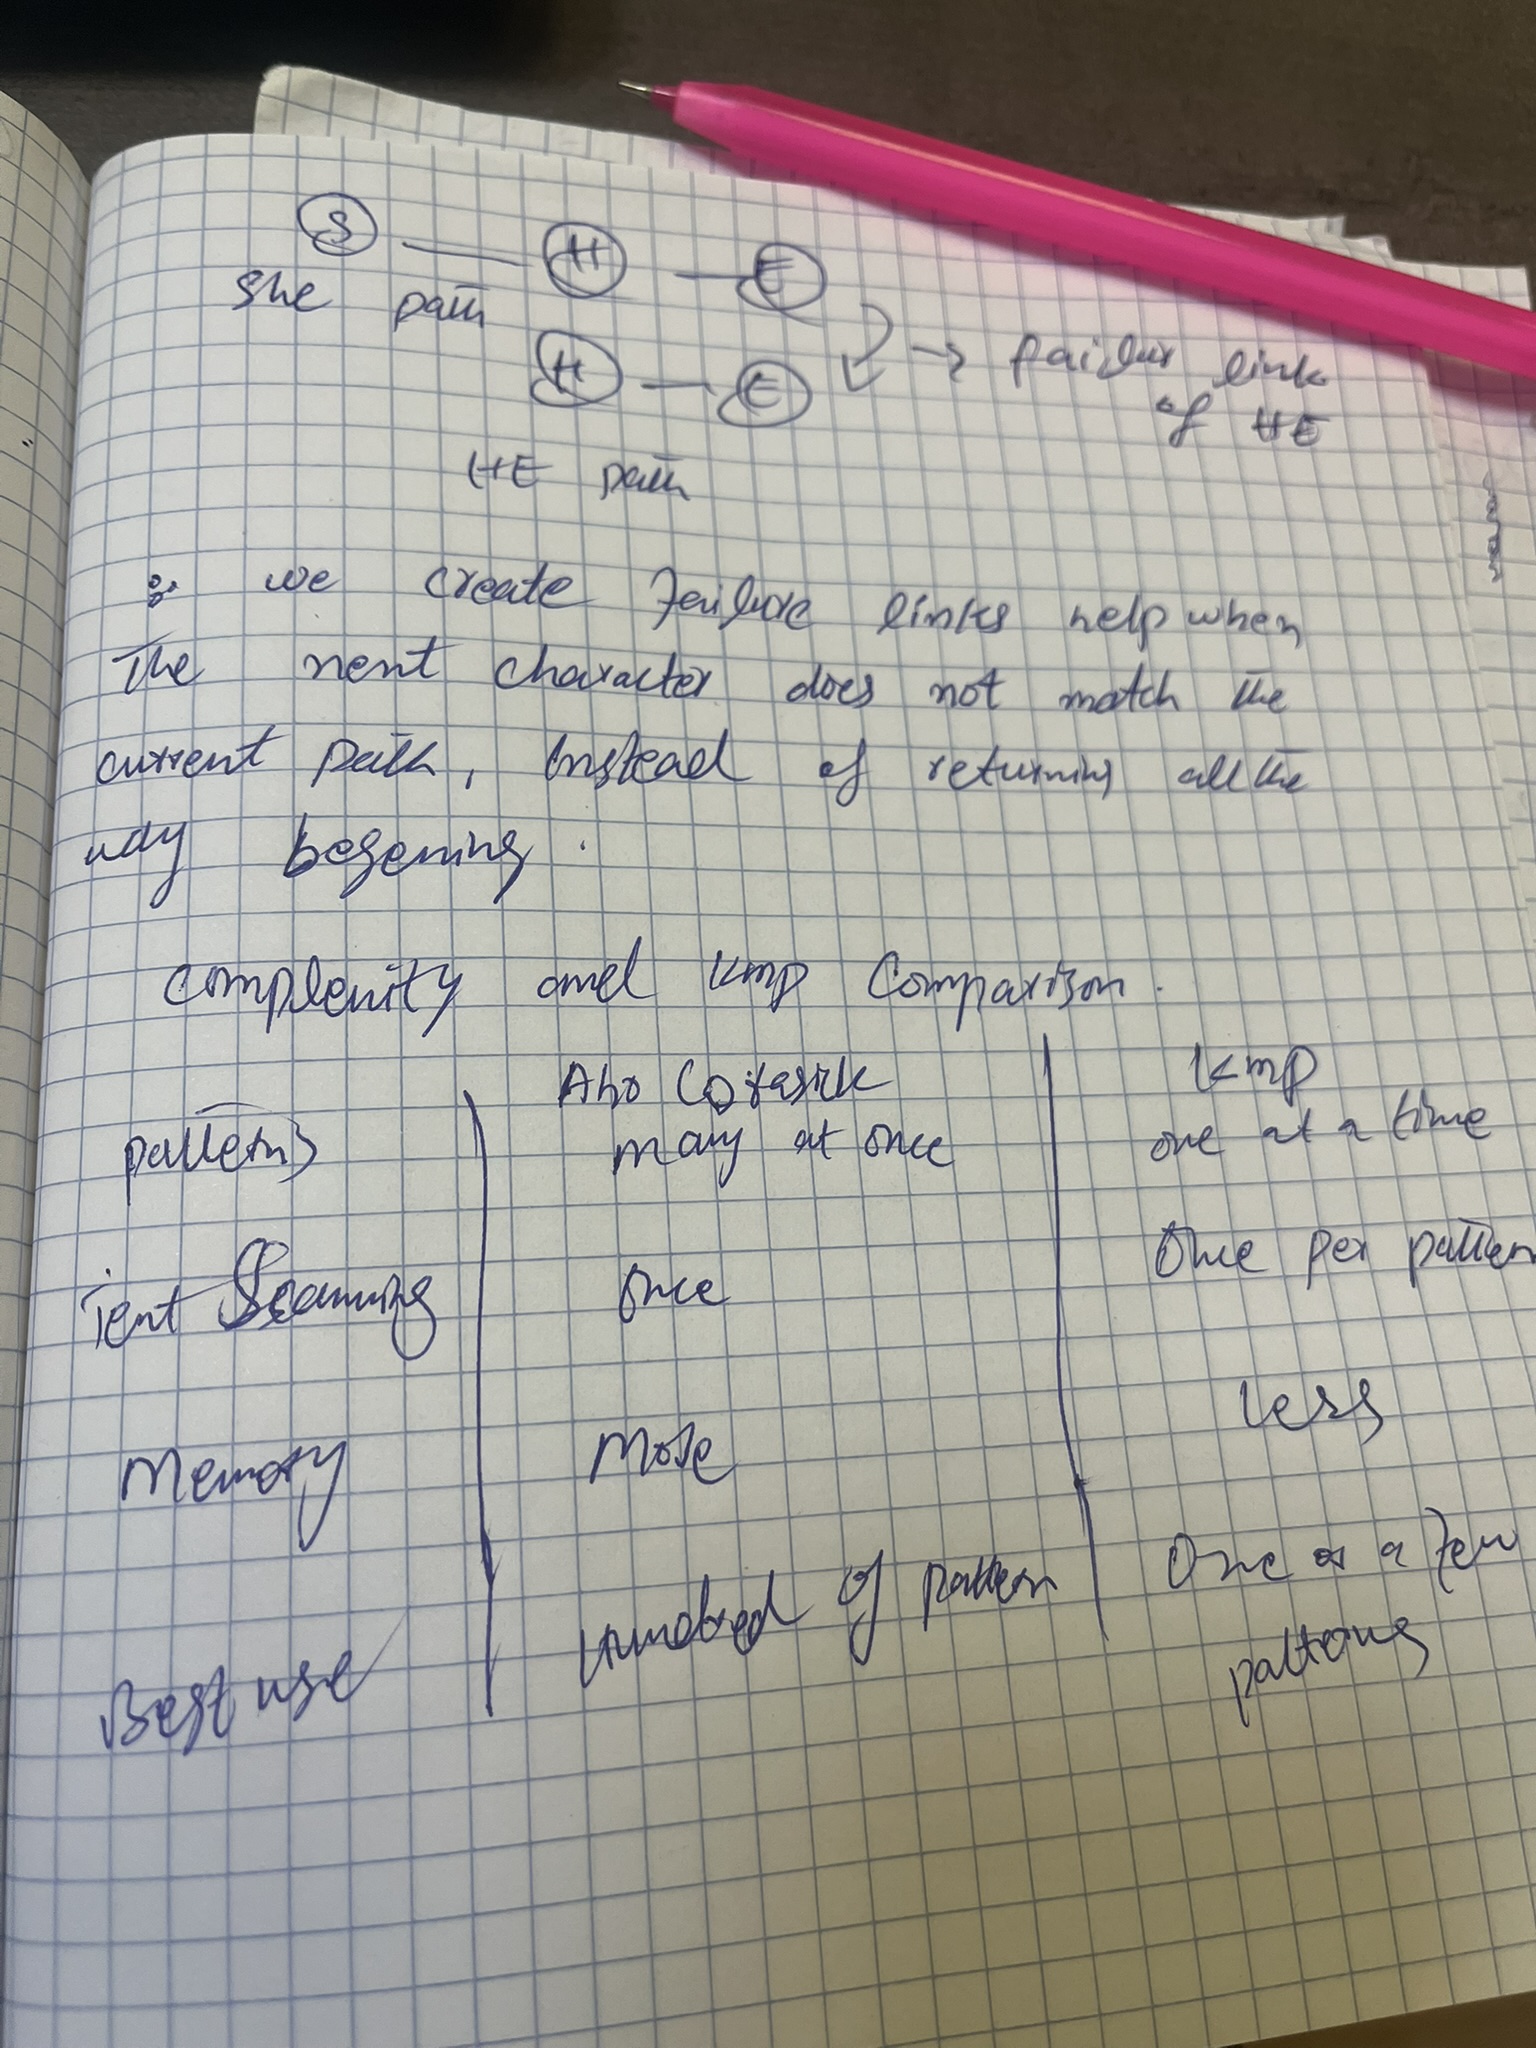 S H E
She path
H E
→ failur link
of HE
HE path
we create failure links help when
The next character does not match the
current path, Instead of returning all the
way begening.
Complexity and Kmp Comparison.
Aho Corasick Kmp
patterns many at once one at a time
Text Scanning Once Once per pattern
Memory More Less
Best use Hundred of pattern One or a few
patterns